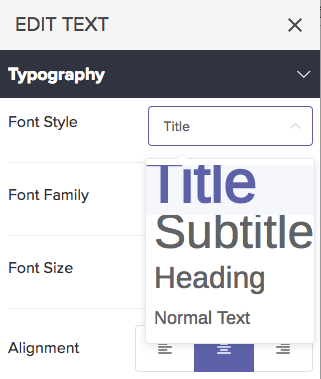 EDIT TEXT
Typography
Font Style
Title
Title
Subtitle
Font Family
Heading
Font Size
Normal Text
Alignment